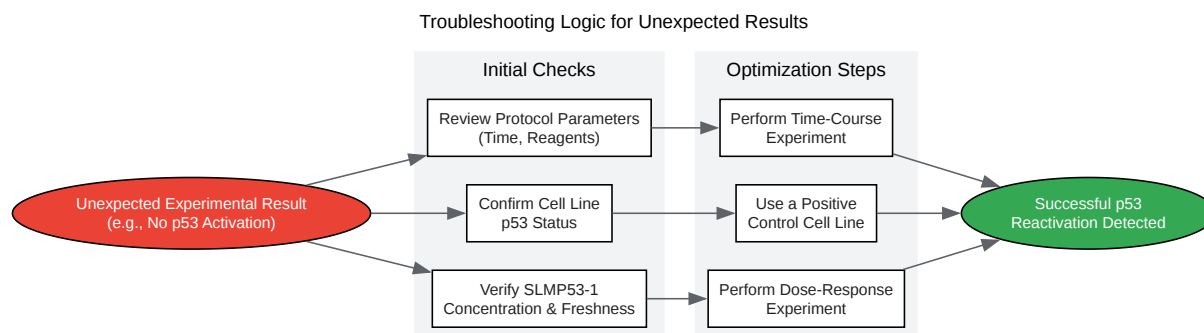 Troubleshooting Logic for Unexpected Results
Initial Checks
Optimization Steps
Review Protocol Parameters
(Time, Reagents)
Perform Time-Course
Experiment
Unexpected Experimental Result
(e.g., No p53 Activation)
Confirm Cell Line
p53 Status
Use a Positive
Control Cell Line
Successful p53
Reactivation Detected
Verify SLMP53-1
Concentration & Freshness
Perform Dose-Response
Experiment